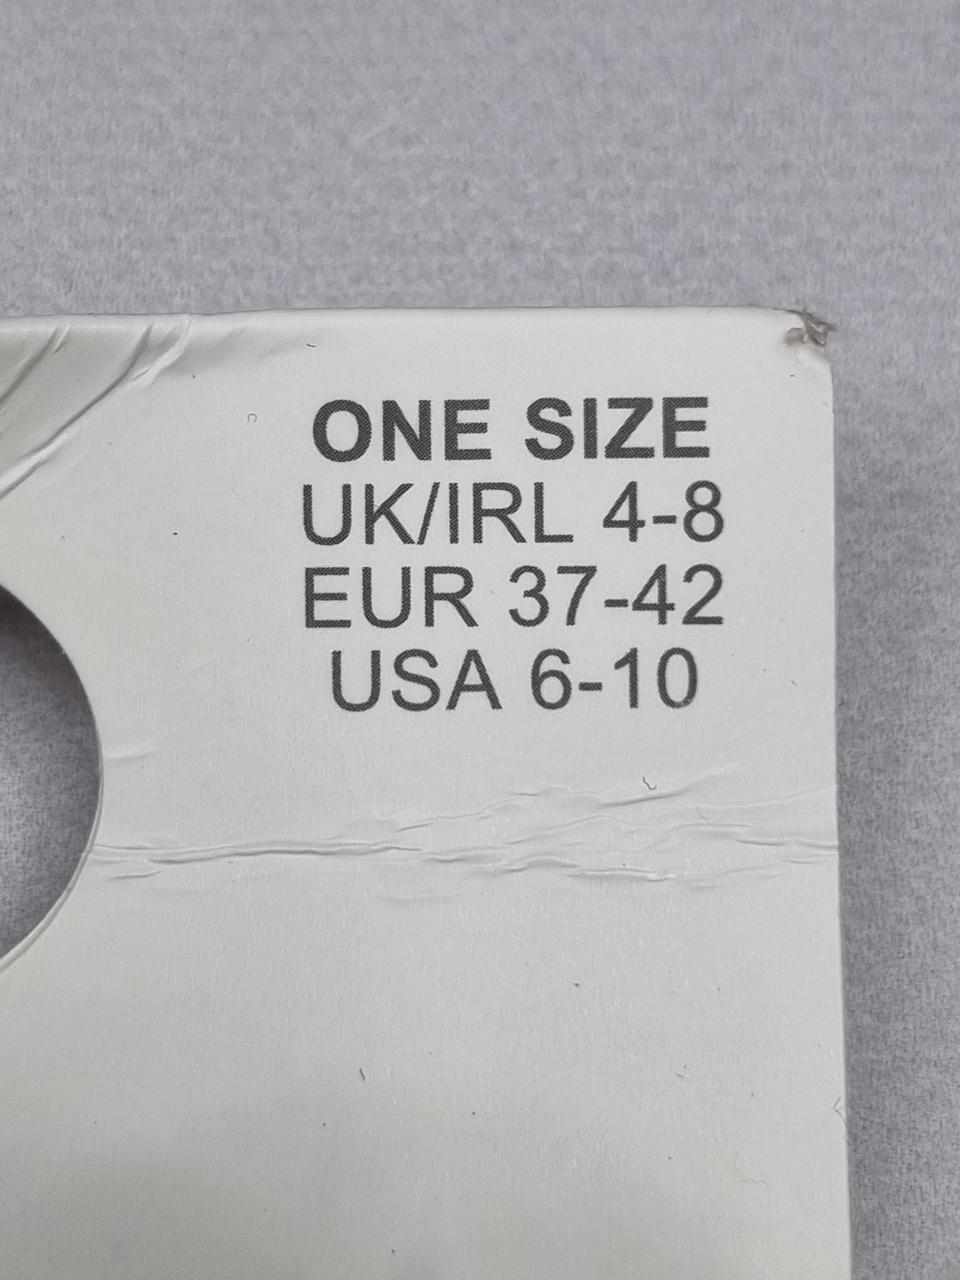 ONE SIZE
UK/IRL 4-8
EUR 37-42
USA 6-10